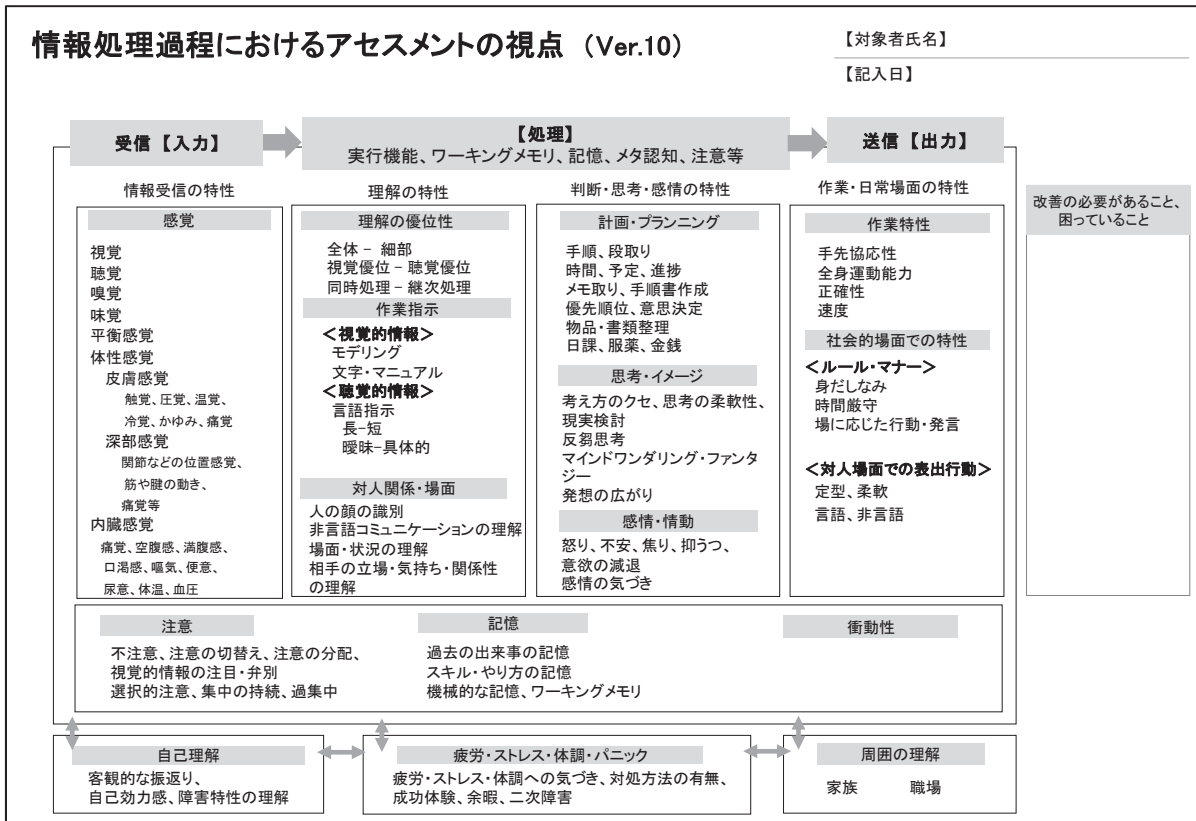 情報処理過程におけるアセスメントの視点 (Ver.10)
【対象者氏名】
【記入日】
受信【入力】
【処理】
実行機能、ワーキングメモリ、記憶、メタ認知、注意等
送信【出力】
情報受信の特性
感覚
視覚
聴覚
嗅覚
味覚
平衡感覚
体性感覚
皮膚感覚
触覚、圧覚、温覚、
冷覚、かゆみ、痛覚
深部感覚
関節などの位置感覚、
筋や腱の動き、
痛覚等
内臓感覚
痛覚、空腹感、満腹感、
口渇感、嘔気、便意、
尿意、体温、血圧
理解の特性
理解の優位性
全体 − 細部
視覚優位 − 聴覚優位
同時処理 − 継次処理
作業指示
＜視覚的情報＞
モデリング
文字・マニュアル
＜聴覚的情報＞
言語指示
長−短
曖昧−具体的
対人関係・場面
人の顔の識別
非言語コミュニケーションの理解
場面・状況の理解
相手の立場・気持ち・関係性
の理解
判断・思考・感情の特性
計画・プランニング
手順、段取り
時間、予定、進捗
メモ取り、手順書作成
優先順位、意思決定
物品・書類整理
日課、服薬、金銭
思考・イメージ
考え方のクセ、思考の柔軟性、
現実検討
反芻思考
マインドワンダリング・ファンタ
ジー
発想の広がり
感情・情動
怒り、不安、焦り、抑うつ、
意欲の減退
感情の気づき
作業・日常場面の特性
作業特性
手先協応性
全身運動能力
正確性
速度
社会的場面での特性
＜ルール・マナー＞
身だしなみ
時間厳守
場に応じた行動・発言
＜対人場面での表出行動＞
定型、柔軟
言語、非言語
改善の必要があること、
困っていること
注意
不注意、注意の切替え、注意の分配、
視覚的情報の注目・弁別
選択的注意、集中の持続、過集中
記憶
過去の出来事の記憶
スキル・やり方の記憶
機械的な記憶、ワーキングメモリ
衝動性
自己理解
客観的な振返り、
自己効力感、障害特性の理解
疲労・ストレス・体調・パニック
疲労・ストレス・体調への気づき、対処方法の有無、
成功体験、余暇、二次障害
周囲の理解
家族 職場